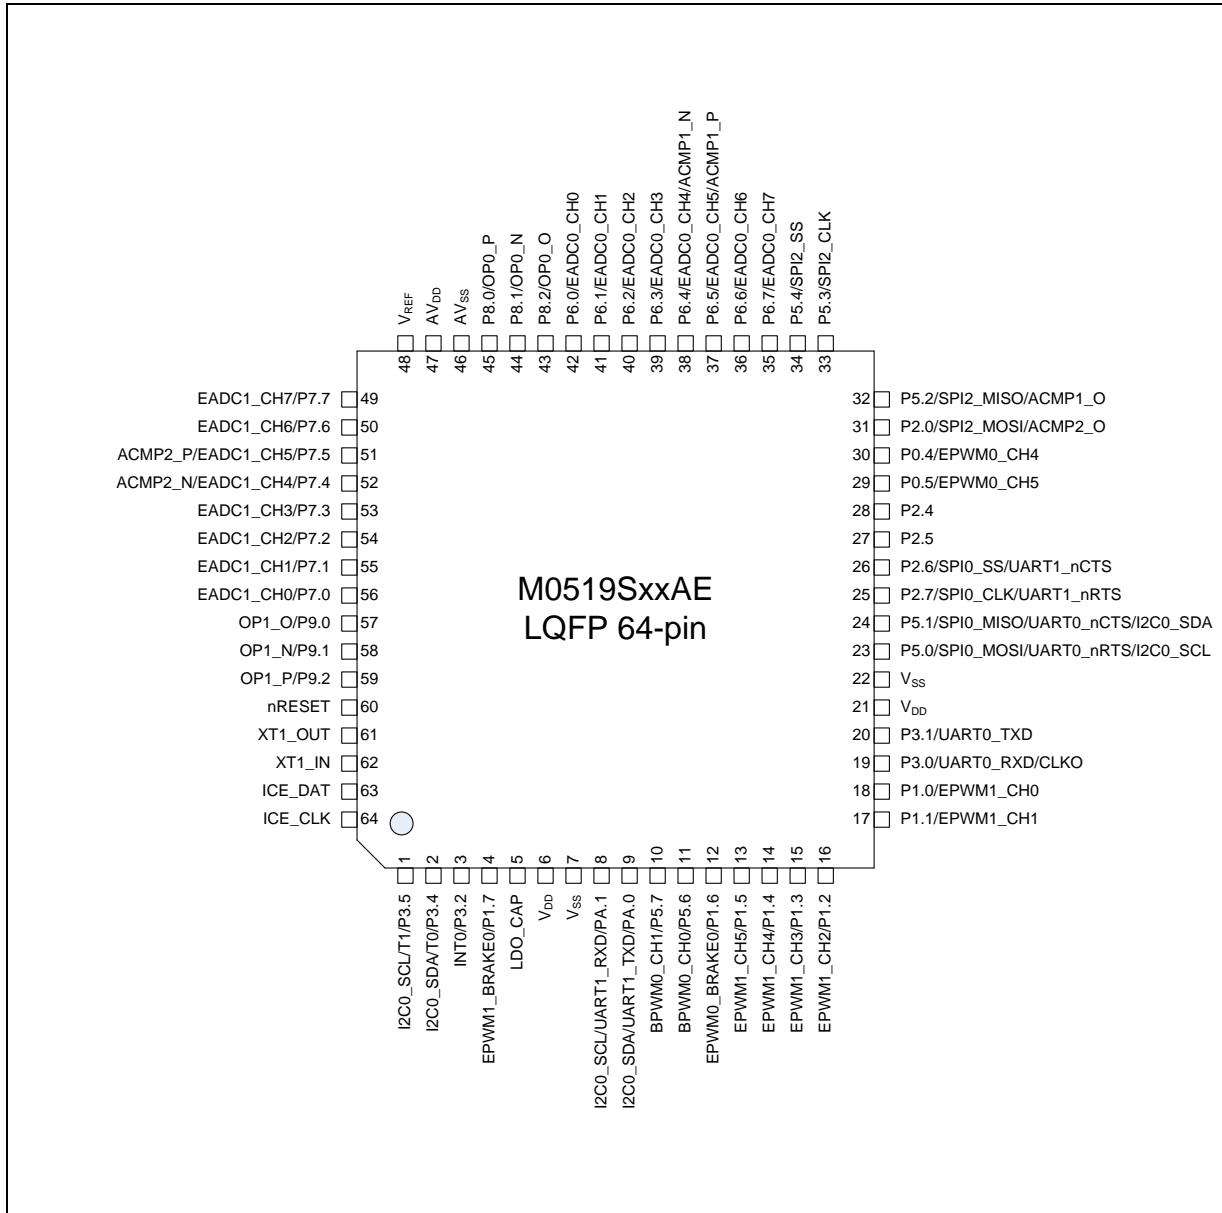 VREF
AVDD
AVSS
P8.0/OP0_P
P8.1/OP0_N
P8.2/OP0_O
P6.0/EADC0_CH0
P6.1/EADC0_CH1
P6.2/EADC0_CH2
P6.3/EADC0_CH3
P6.4/EADC0_CH4/ACMP1_N
P6.5/EADC0_CH5/ACMP1_P
P6.6/EADC0_CH6
P6.7/EADC0_CH7
P5.4/SPI2_SS
P5.3/SPI2_CLK
48
47
46
45
44
43
42
41
40
39
38
37
36
35
34
33
EADC1_CH7/P7.7 49
EADC1_CH6/P7.6 50
ACMP2_P/EADC1_CH5/P7.5 51
ACMP2_N/EADC1_CH4/P7.4 52
EADC1_CH3/P7.3 53
EADC1_CH2/P7.2 54
EADC1_CH1/P7.1 55
EADC1_CH0/P7.0 56
OP1_O/P9.0 57
OP1_N/P9.1 58
OP1_P/P9.2 59
nRESET 60
XT1_OUT 61
XT1_IN 62
ICE_DAT 63
ICE_CLK 64
M0519SxxAE
LQFP 64-pin
32 P5.2/SPI2_MISO/ACMP1_O
31 P2.0/SPI2_MOSI/ACMP2_O
30 P0.4/EPWM0_CH4
29 P0.5/EPWM0_CH5
28 P2.4
27 P2.5
26 P2.6/SPI0_SS/UART1_nCTS
25 P2.7/SPI0_CLK/UART1_nRTS
24 P5.1/SPI0_MISO/UART0_nCTS/I2C0_SDA
23 P5.0/SPI0_MOSI/UART0_nRTS/I2C0_SCL
22 VSS
21 VDD
20 P3.1/UART0_TXD
19 P3.0/UART0_RXD/CLKO
18 P1.0/EPWM1_CH0
17 P1.1/EPWM1_CH1
1
2
3
4
5
6
7
8
9
10
11
12
13
14
15
16
I2C0_SCL/T1/P3.5
I2C0_SDA/T0/P3.4
INT0/P3.2
EPWM1_BRAKE0/P1.7
LDO_CAP
VDD
VSS
I2C0_SCL/UART1_RXD/PA.1
I2C0_SDA/UART1_TXD/PA.0
BPWM0_CH1/P5.7
BPWM0_CH0/P5.6
EPWM0_BRAKE0/P1.6
EPWM1_CH5/P1.5
EPWM1_CH4/P1.4
EPWM1_CH3/P1.3
EPWM1_CH2/P1.2